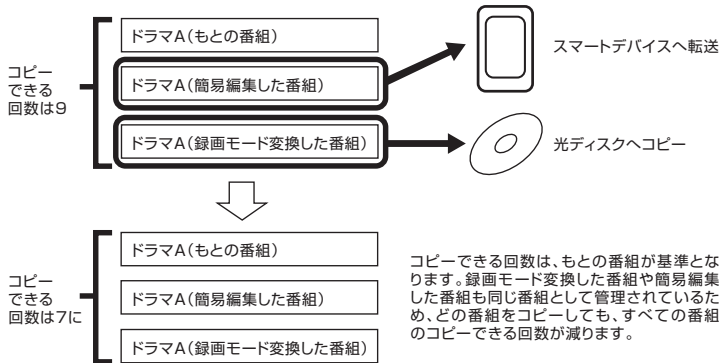 コピー
できる
回数は9
ドラマA(もとの番組)
ドラマA(簡易編集した番組)
ドラマA(録画モード変換した番組)
スマートデバイスへ転送
光ディスクへコピー
コピー
できる
回数は7に
ドラマA(もとの番組)
ドラマA(簡易編集した番組)
ドラマA(録画モード変換した番組)
コピーできる回数は、もとの番組が基準とな
ります。録画モード変換した番組や簡易編集
した番組も同じ番組として管理されているた
め、どの番組をコピーしても、すべての番組
のコピーできる回数が減ります。